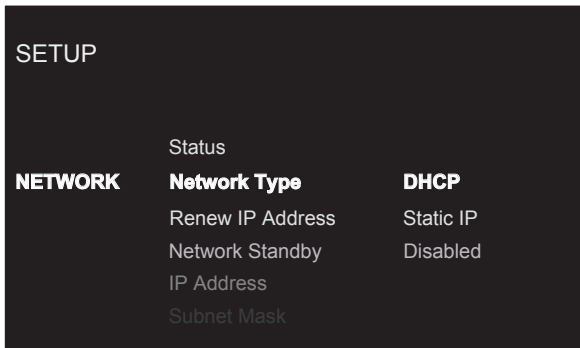 SETUP
Status
NETWORK Network Type DHCP
Renew IP Address Static IP
Network Standby Disabled
IP Address
Subnet Mask